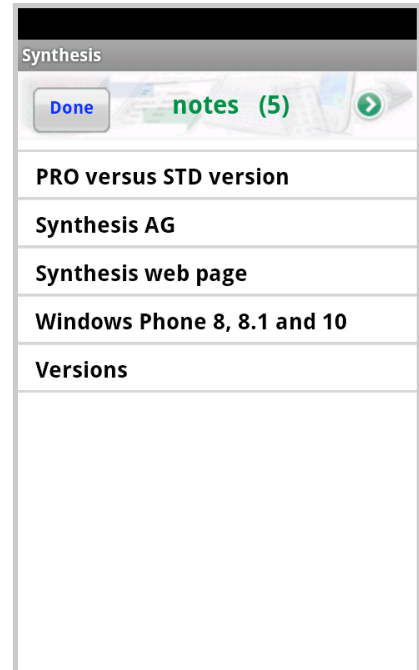 Synthesis
Done notes (5)
PRO versus STD version
Synthesis AG
Synthesis web page
Windows Phone 8, 8.1 and 10
Versions